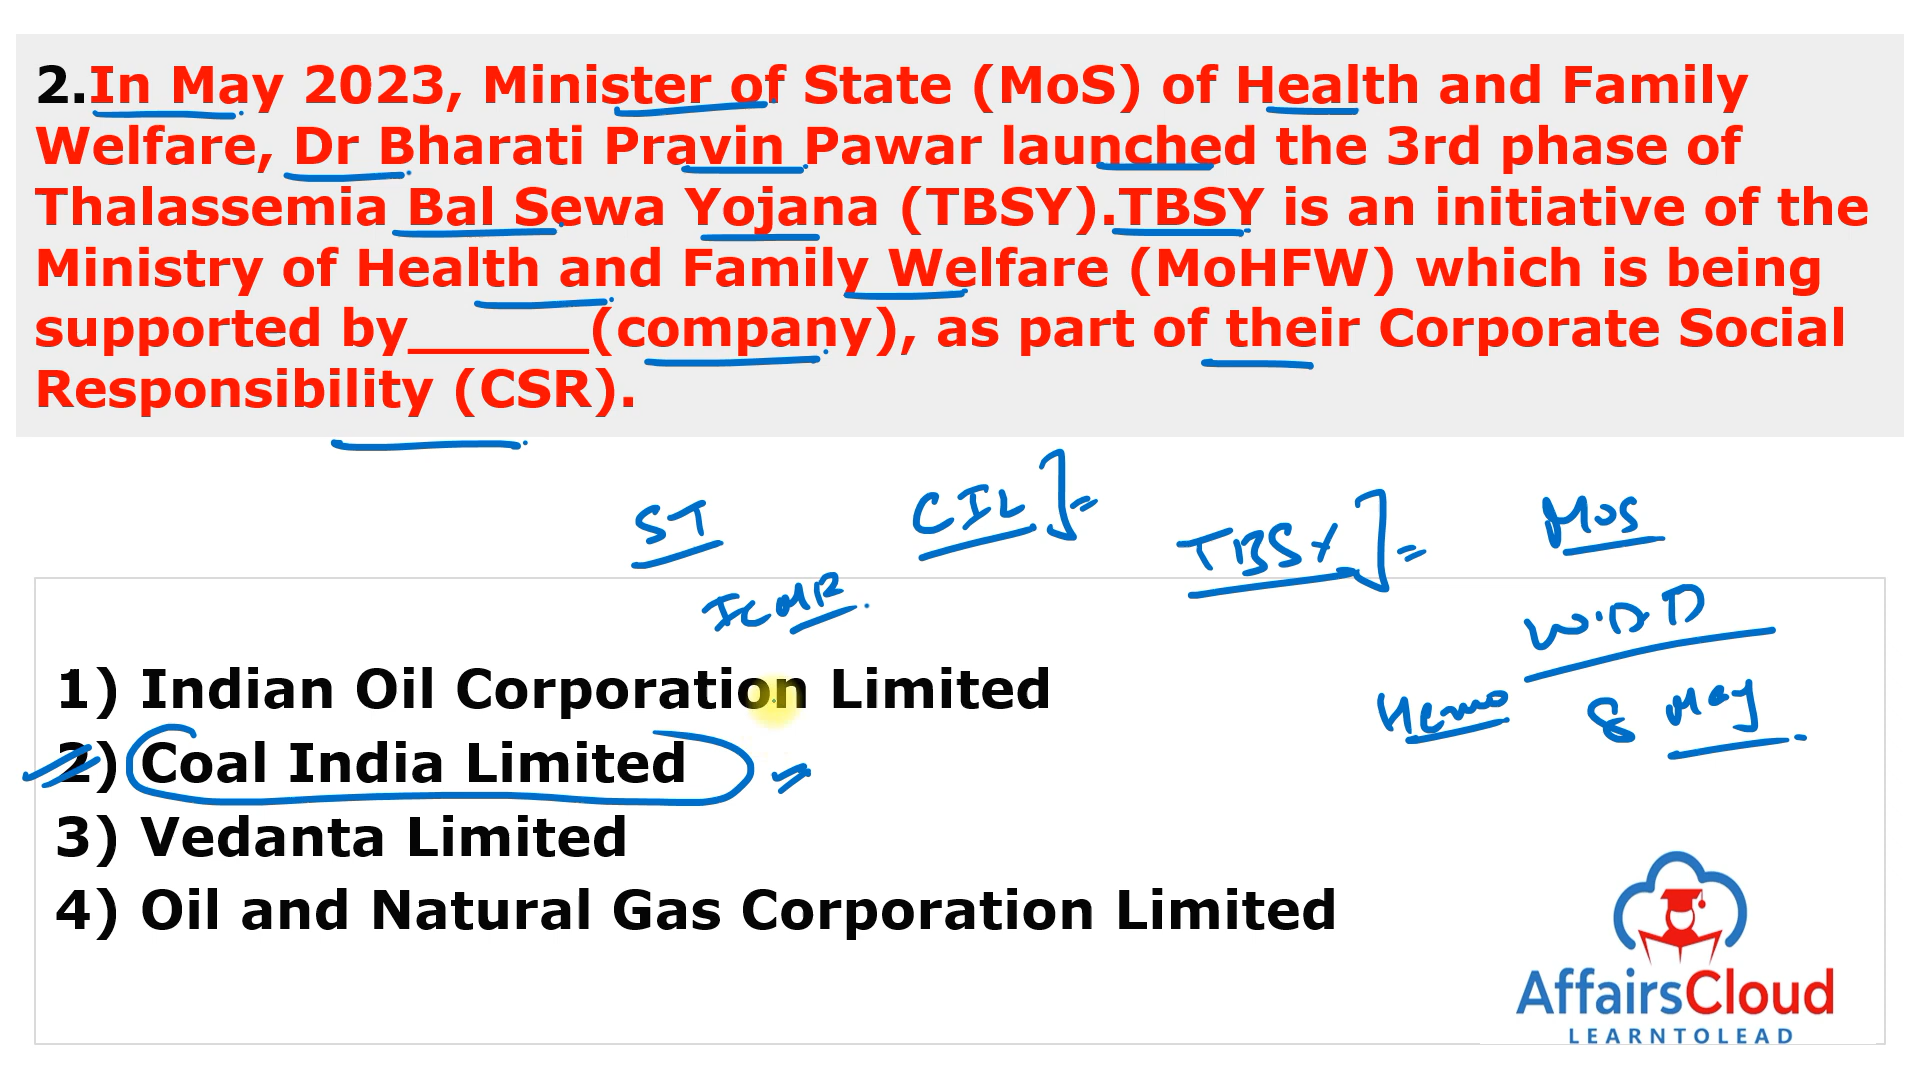 2.In May 2023, Minister of State (MoS) of Health and Family
Welfare, Dr Bharati Pravin Pawar launched the 3rd phase of
Thalassemia Bal Sewa Yojana (TBSY).TBSY is an initiative of the
Ministry of Health and Family Welfare (MoHFW) which is being
supported by______(company), as part of their Corporate Social
Responsibility (CSR).
ST
CIL
TBSY
MOS
ICMR
W.D.D
Hemo
8 May
1) Indian Oil Corporation Limited
2) Coal India Limited
3) Vedanta Limited
4) Oil and Natural Gas Corporation Limited
AffairsCloud
LEARNTOLEAD